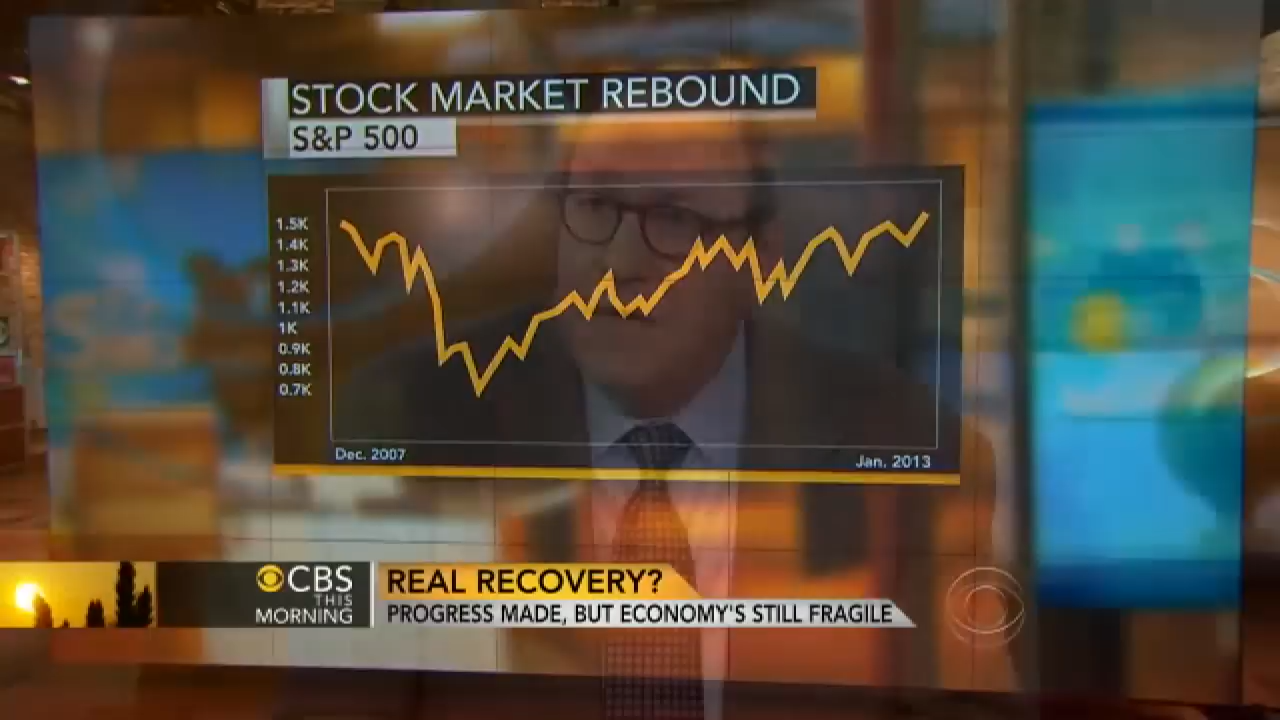 STOCK MARKET REBOUND
S&P 500
1.5K
1.4K
1.3K
1.2K
1.1K
1K
0.9K
0.8K
0.7K
Dec. 2007
Jan. 2013
CBS
THIS
MORNING
REAL RECOVERY?
PROGRESS MADE, BUT ECONOMY'S STILL FRAGILE